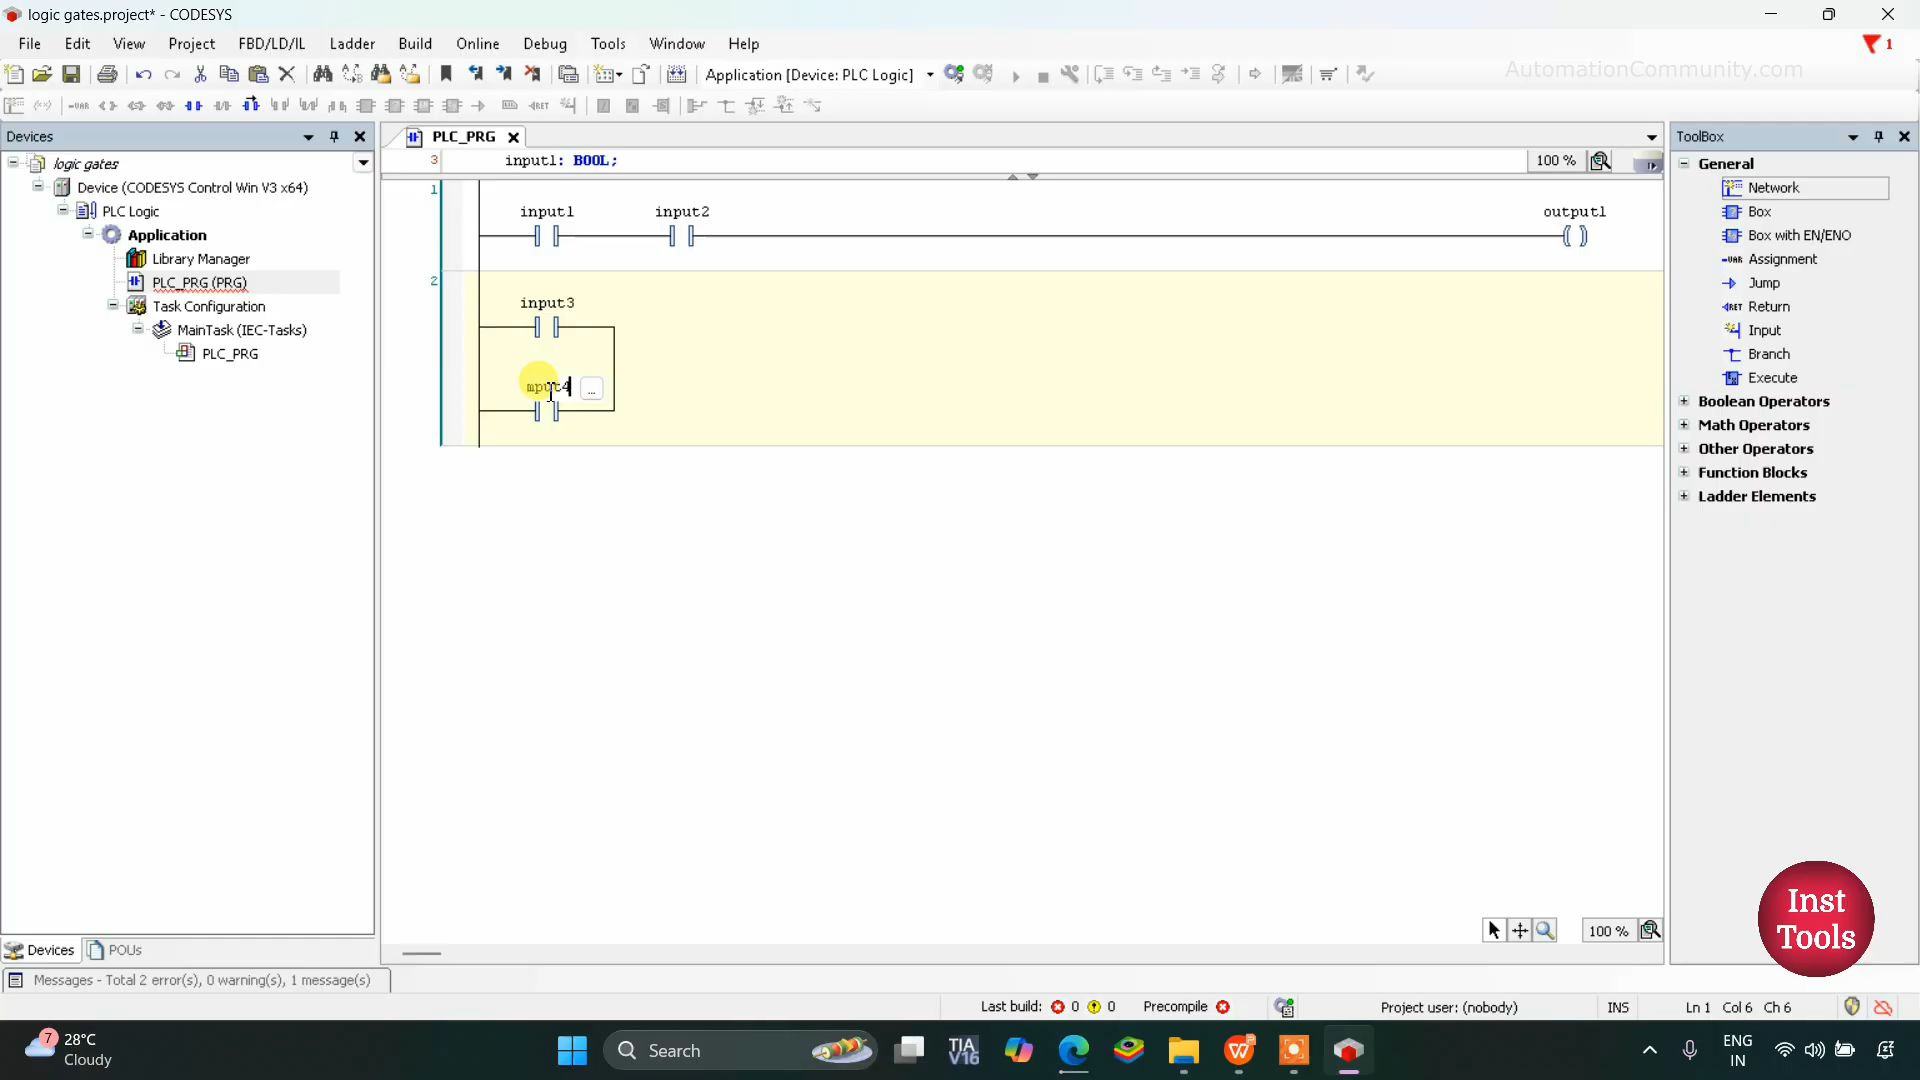 logic gates.project* - CODESYS
File Edit View Project FBD/LD/IL Ladder Build Online Debug Tools Window Help
1
Application [Device: PLC Logic]
AutomationCommunity.com
Devices
logic gates
Device (CODESYS Control Win V3 x64)
PLC Logic
Application
Library Manager
PLC_PRG (PRG)
Task Configuration
MainTask (IEC-Tasks)
PLC_PRG
Devices POUs
PLC_PRG
3 input1: BOOL;
100 %
1
input1 input2 output1
2
input3
...
100 %
ToolBox
General
Network
Box
Box with EN/ENO
Assignment
Jump
Return
Input
Branch
Execute
Boolean Operators
Math Operators
Other Operators
Function Blocks
Ladder Elements
Inst
Tools
Messages - Total 2 error(s), 0 warning(s), 1 message(s)
Last build: 0 0 Precompile Project user: (nobody) INS Ln 1 Col 6 Ch 6
7
28°C
Cloudy
Search
TIA
V16
ENG
IN